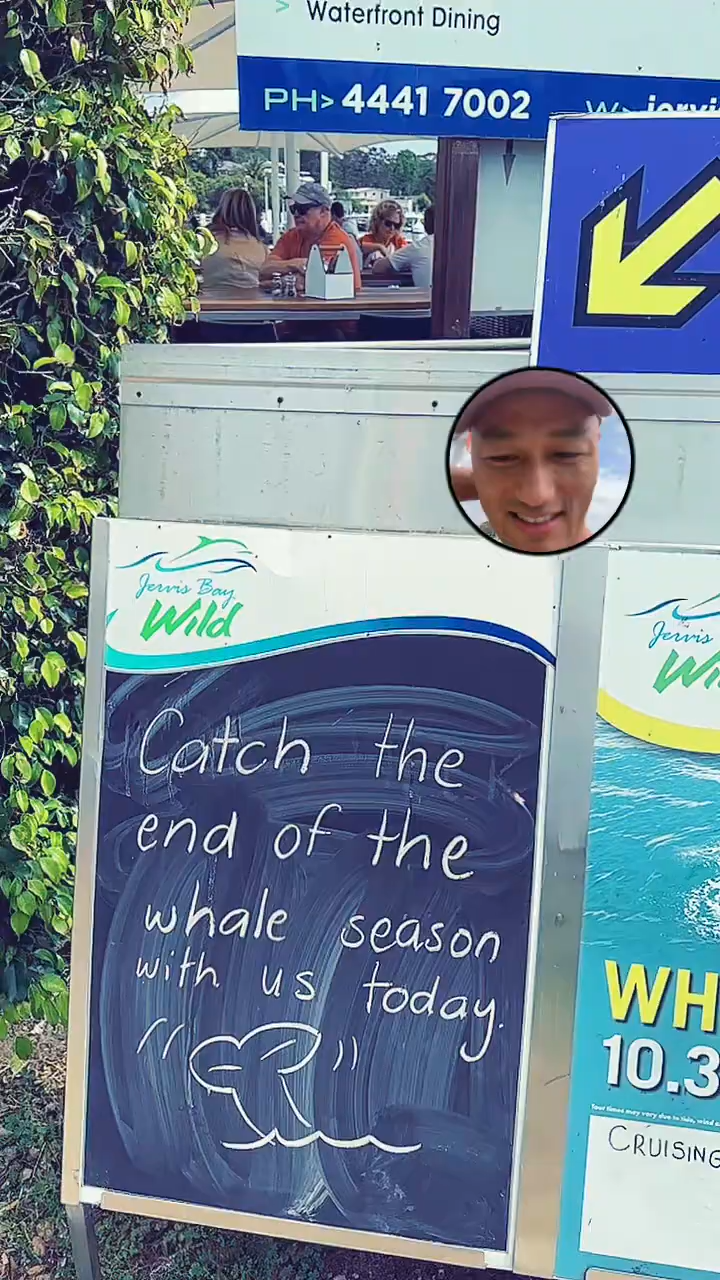 > Waterfront Dining
PH> 4441 7002
Jervis Bay
Wild
Catch the
end of the
whale season
with us today.
Jervis
10.3
CRUISING